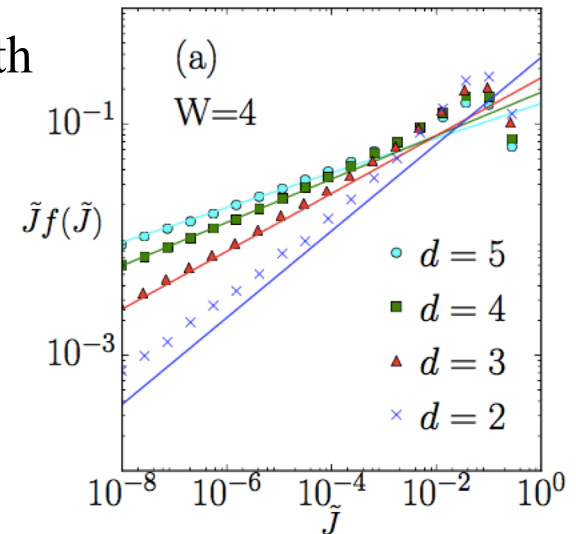 th
(a)
W=4
10^{-1}
J̃f(J̃)
d = 5
d = 4
10^{-3}
d = 3
d = 2
10^{-8} 10^{-6} 10^{-4} 10^{-2} 10^{0}
J̃